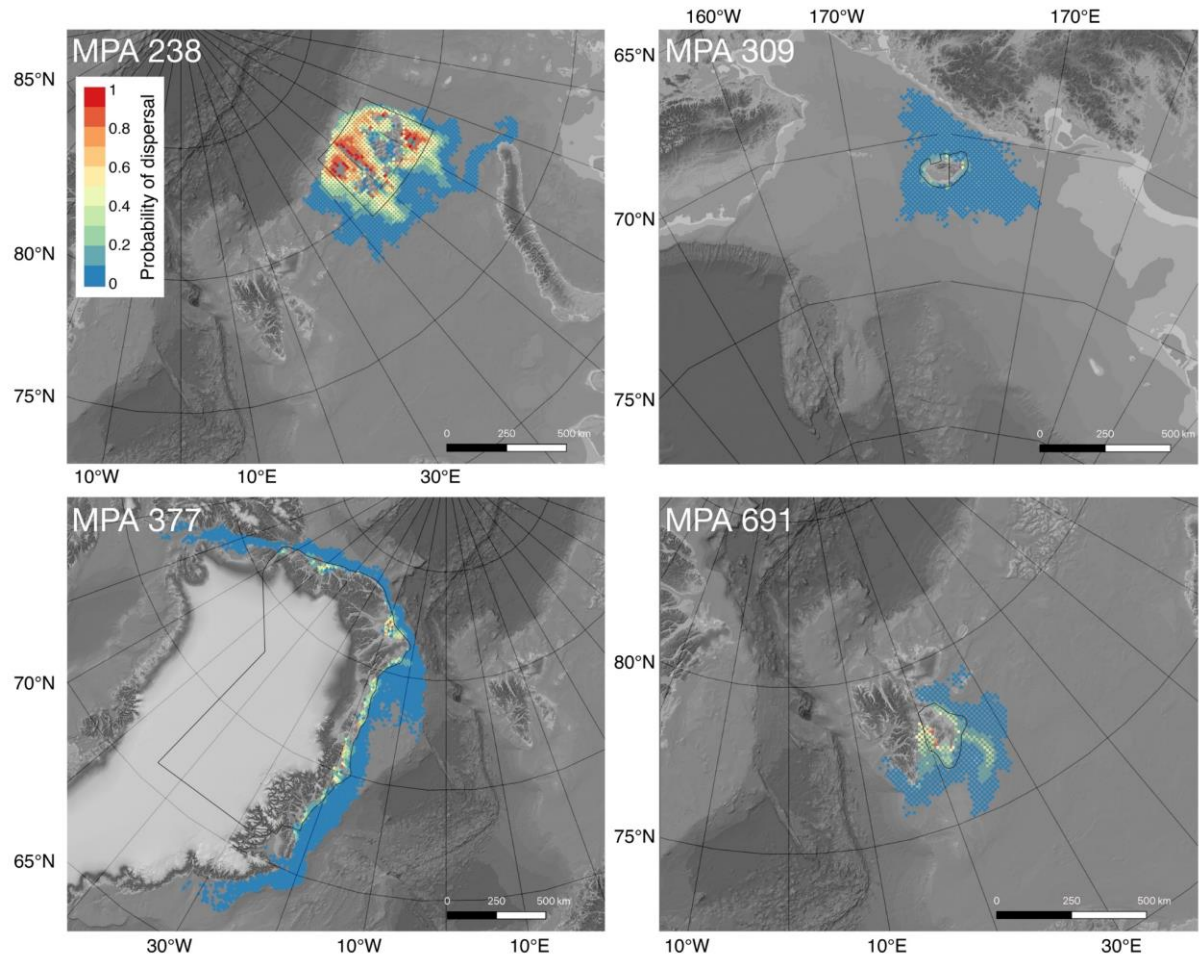 160°W 170°W 170°E
MPA 238
MPA 309
65°N
85°N
Probability of dispersal
1
0.8
0.6
0.4
0.2
0
70°N
80°N
75°N
75°N
0 250 500 km
0 250 500 km
10°W 10°E 30°E
MPA 377
MPA 691
80°N
70°N
75°N
65°N
0 250 500 km
0 250 500 km
30°W 10°W 10°E
10°W 10°E 30°E